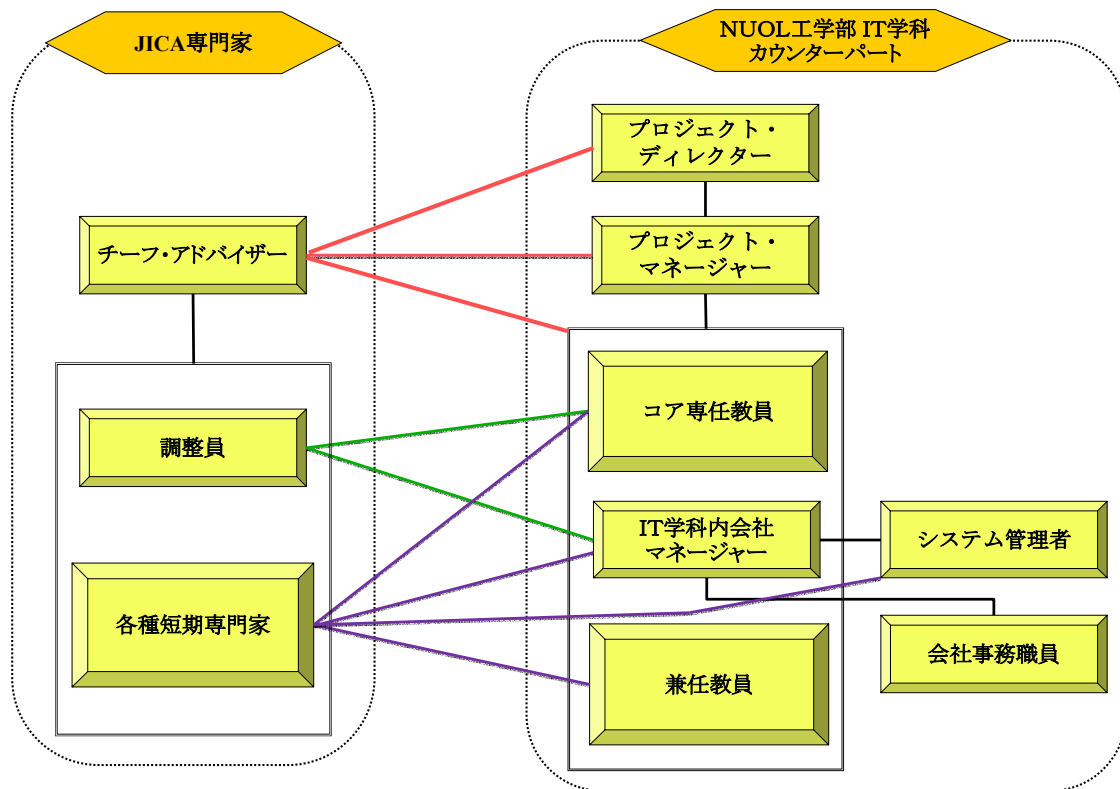 JICA専門家
チーフ・アドバイザー
調整員
各種短期専門家
NUOL工学部 IT学科
カウンターパート
プロジェクト・
ディレクター
プロジェクト・
マネージャー
コア専任教員
IT学科内会社
マネージャー
システム管理者
会社事務職員
兼任教員